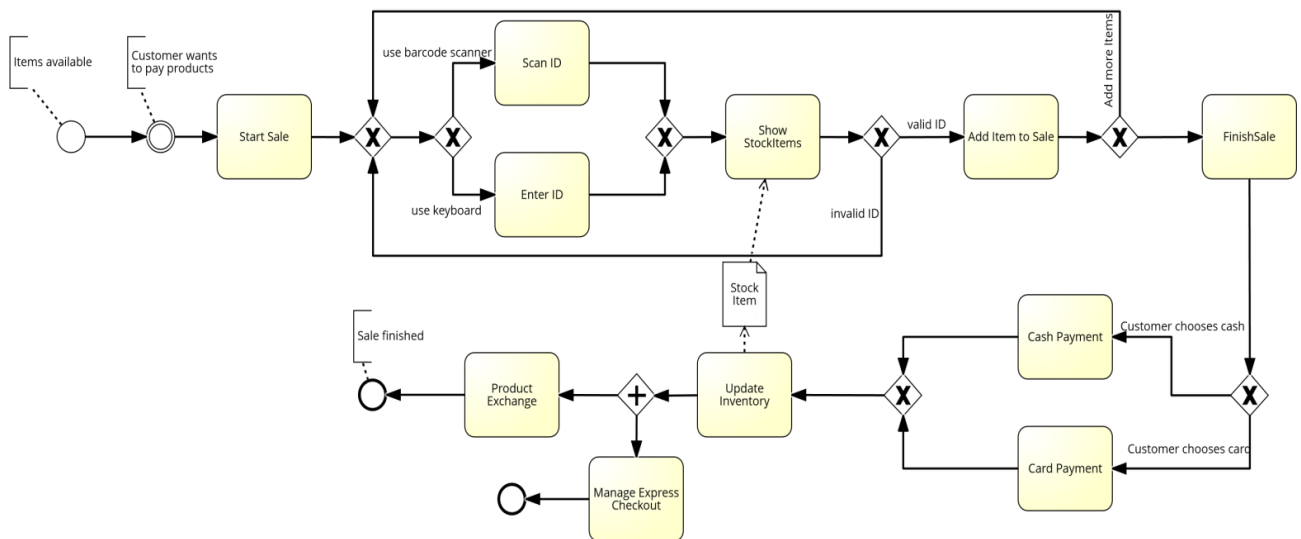 Items available
Customer wants
to pay products
Start Sale
use barcode scanner
Scan ID
use keyboard
Enter ID
Show
StockItems
valid ID
invalid ID
Add Item to Sale
Add more Items
FinishSale
Stock
Item
Sale finished
Product
Exchange
Update
Inventory
Cash Payment
Customer chooses cash
Card Payment
Customer chooses card
Manage Express
Checkout